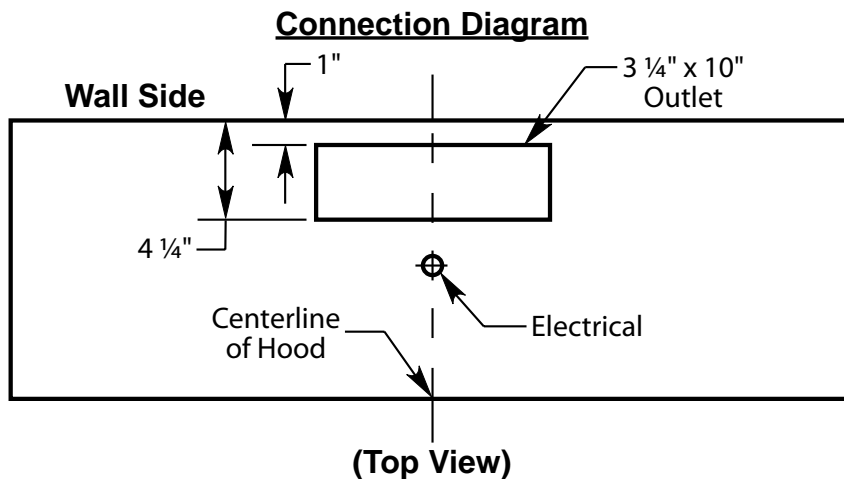 Connection Diagram
1"
3 ¼" x 10"
Outlet
Wall Side
4 ¼"
Centerline
of Hood
Electrical
(Top View)